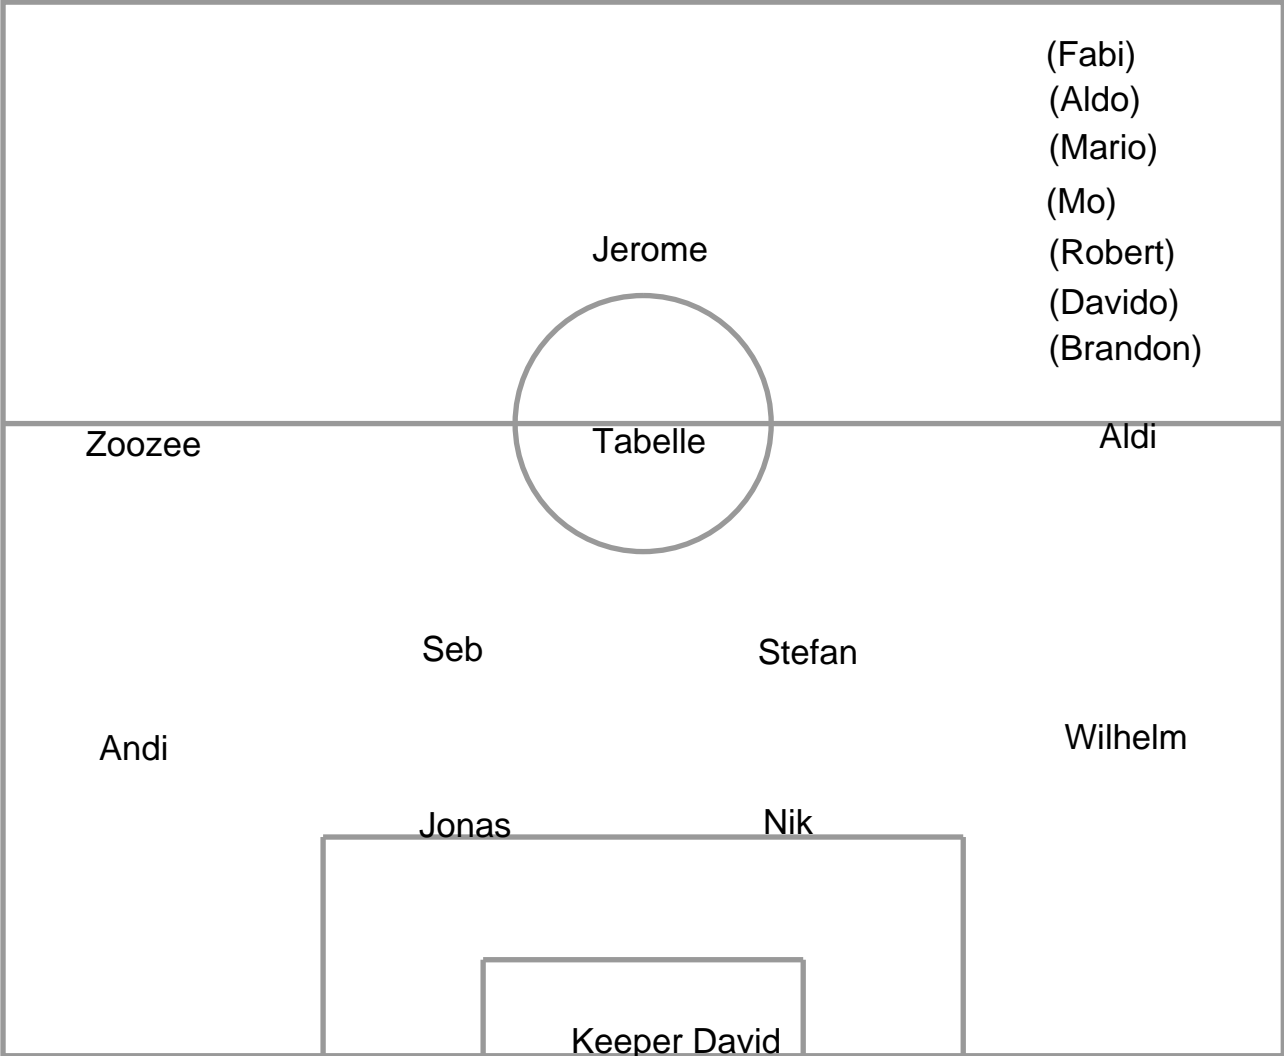 (Fabi)
(Aldo)
(Mario)
(Mo)
Jerome
(Robert)
(Davido)
(Brandon)
Zoozee
Tabelle
Aldi
Seb
Stefan
Andi
Wilhelm
Jonas
Nik
Keeper David